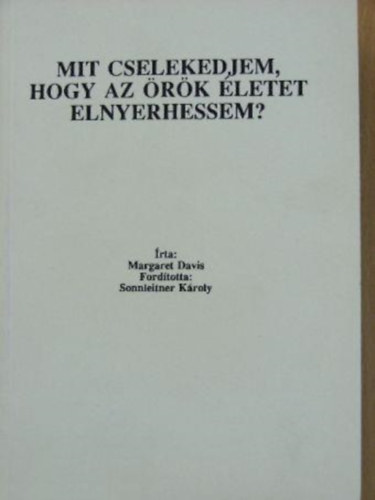 MIT CSELEKEDJEM,
HOGY AZ ÖRÖK ÉLETET
ELNYERHESSEM?
Írta:
Margaret Davis
Fordította:
Sonnleitner Károly